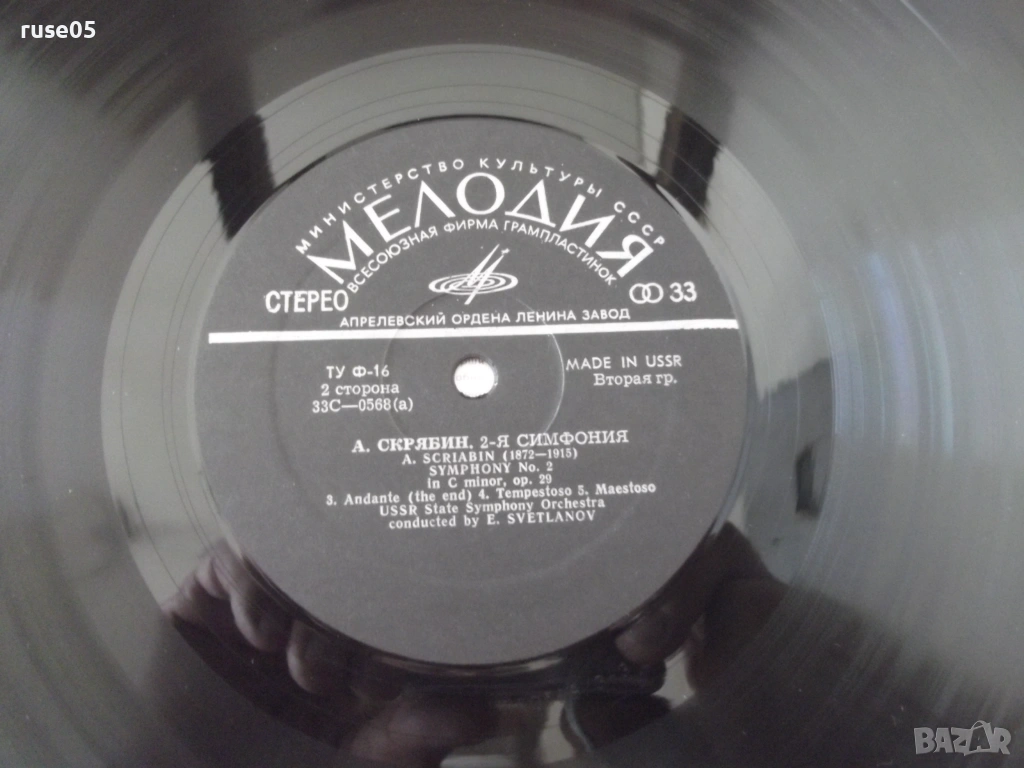 ruse05
МИНИСТЕРСТВО КУЛЬТУРЫ СССР
МЕЛОДИЯ
ВСЕСОЮЗНАЯ ФИРМА ГРАМПЛАСТИНОК
СТЕРЕО
33
АПРЕЛЕВСКИЙ ОРДЕНА ЛЕНИНА ЗАВОД
ТУ Ф-16
2 сторона
33С—0568(а)
MADE IN USSR
Вторая гр.
А. СКРЯБИН. 2-Я СИМФОНИЯ
A. SCRIABIN (1872—1915)
SYMPHONY No. 2
in C minor, op. 29
3. Andante (the end) 4. Tempestoso 5. Maestoso
USSR State Symphony Orchestra
conducted by E. SVETLANOV
BAZAR